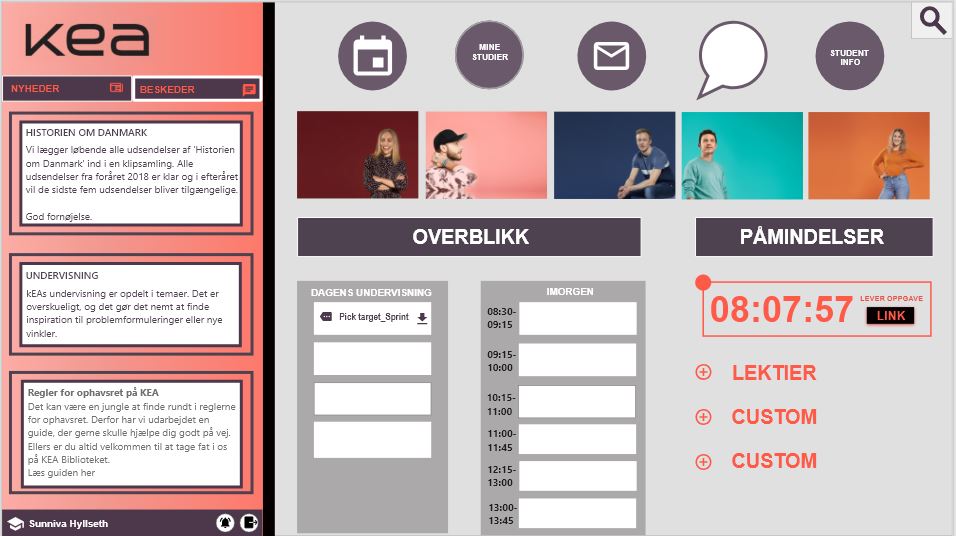 kea
NYHEDER
BESKEDER
HISTORIEN OM DANMARK
Vi lægger løbende alle udsendelser af 'Historien
om Danmark' ind i en klipsamling. Alle
udsendelser fra foråret 2018 er klar og i efteråret
vil de sidste fem udsendelser bliver tilgængelige.
God fornøjelse.
UNDERVISNING
kEAs undervisning er opdelt i temaer. Det er
overskueligt, og det gør det nemt at finde
inspiration til problemformuleringer eller nye
vinkler.
Regler for ophavsret på KEA
Det kan være en jungle at finde rundt i reglerne
for ophavsret. Derfor har vi udarbejdet en
guide, der gerne skulle hjælpe dig godt på vej.
Ellers er du altid velkommen til at tage fat i os
på KEA Biblioteket.
Læs guiden her
Sunniva Hyllseth
MINE
STUDIER
STUDENT
INFO
OVERBLIKK
DAGENS UNDERVISNING
Pick target_Sprint
IMORGEN
08:30-
09:15
09:15-
10:00
10:15-
11:00
11:00-
11:45
12:15-
13:00
13:00-
13:45
PÅMINDELSER
08:07:57
LEVER OPPGAVE
LINK
LEKTIER
CUSTOM
CUSTOM